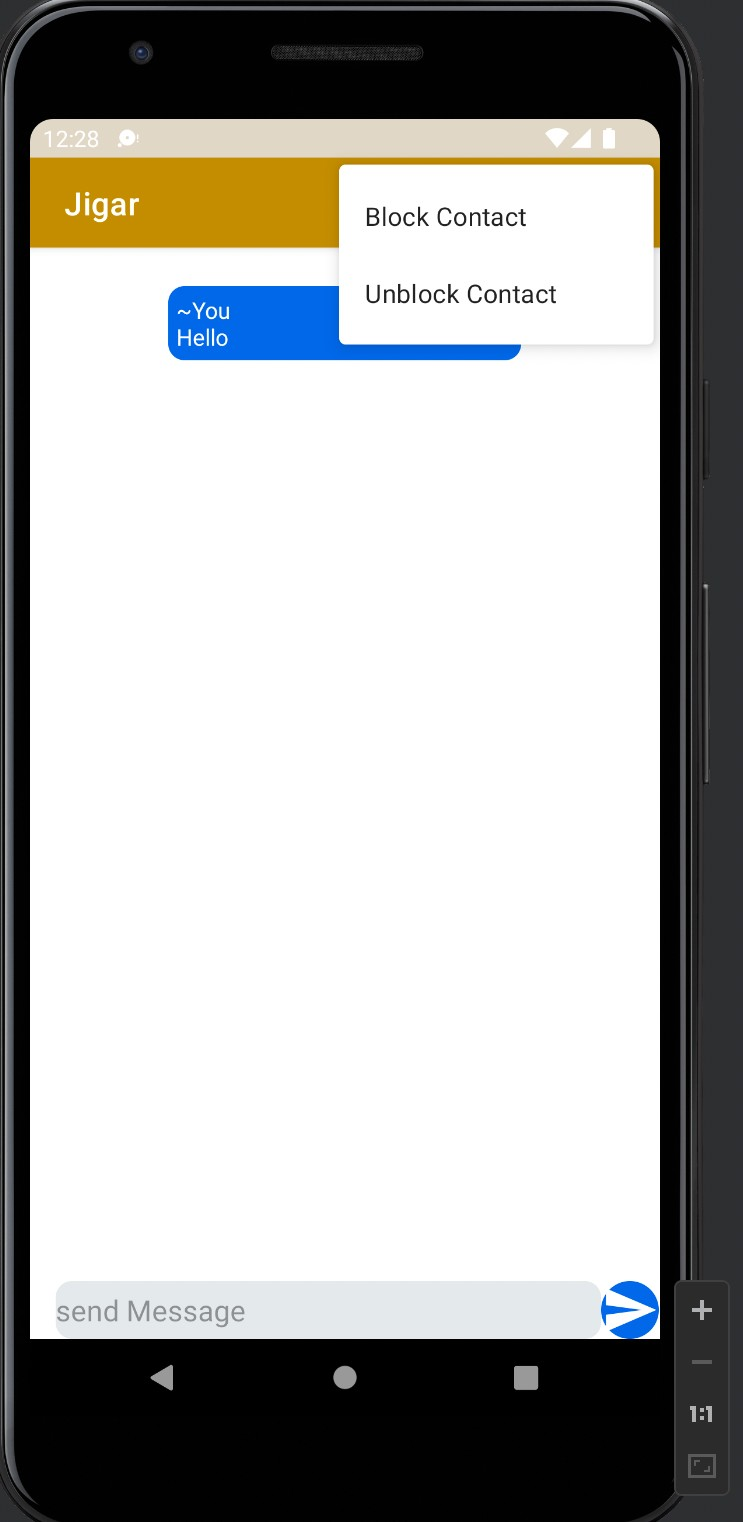 12:28
Jigar
Block Contact
Unblock Contact
~You
Hello
send Message
1:1